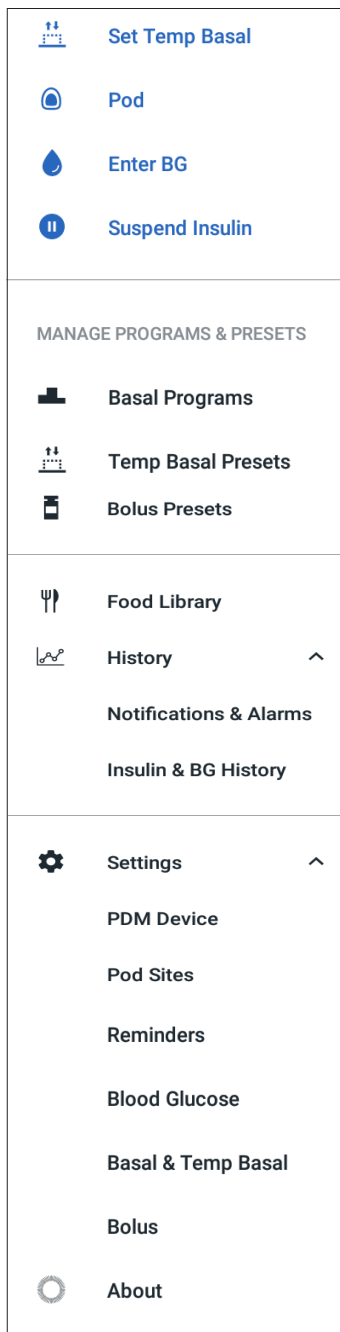 Set Temp Basal
Pod
Enter BG
Suspend Insulin
MANAGE PROGRAMS & PRESETS
Basal Programs
Temp Basal Presets
Bolus Presets
Food Library
History
Notifications & Alarms
Insulin & BG History
Settings
PDM Device
Pod Sites
Reminders
Blood Glucose
Basal & Temp Basal
Bolus
About